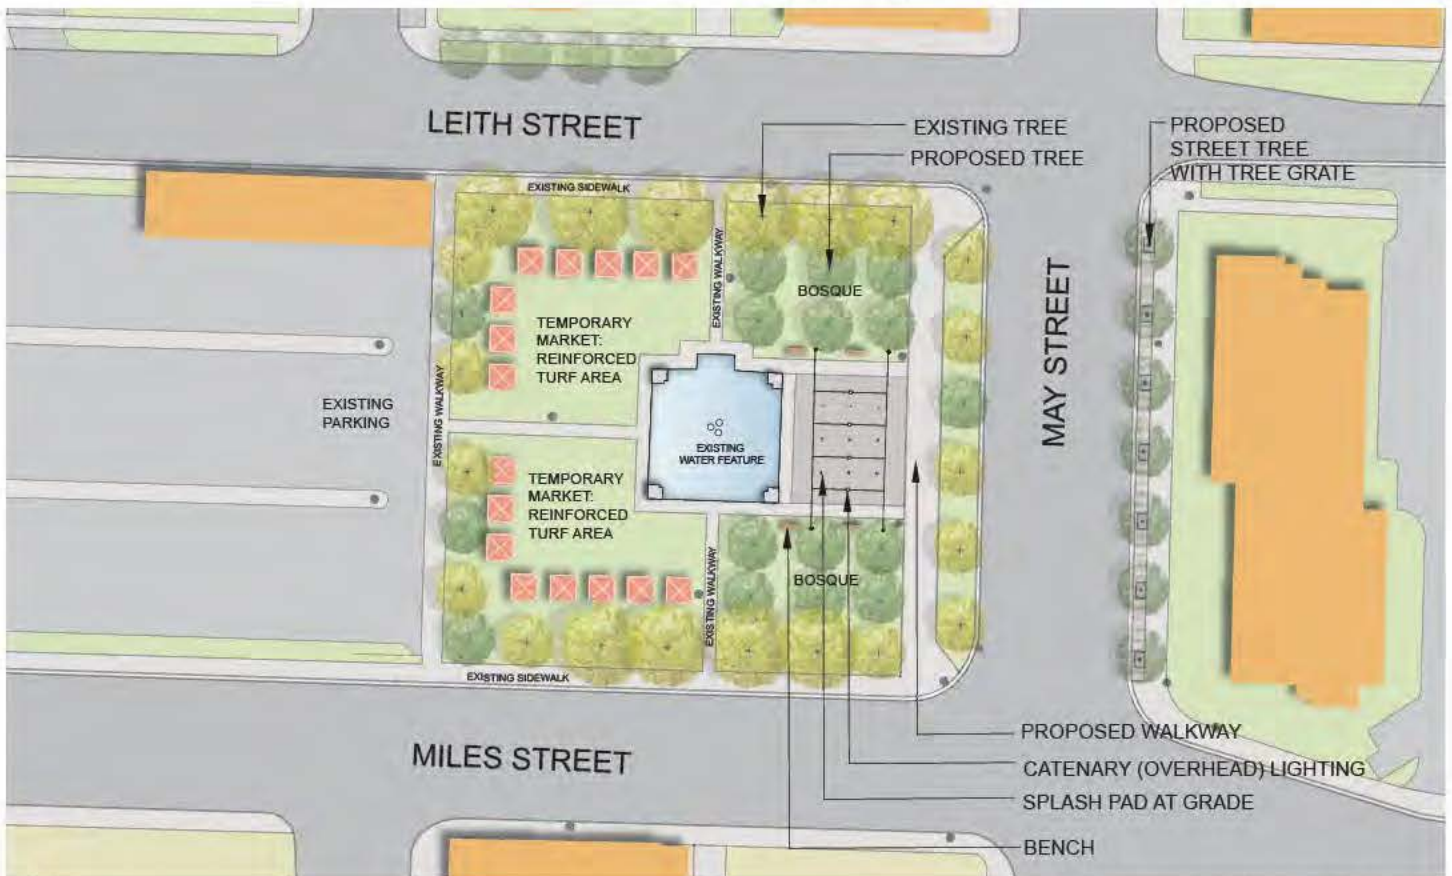 LEITH STREET
EXISTING TREE
PROPOSED TREE
PROPOSED
STREET TREE
WITH TREE GRATE
EXISTING SIDEWALK
EXISTING WALKWAY
BOSQUE
TEMPORARY
MARKET:
REINFORCED
TURF AREA
MAY STREET
EXISTING
PARKING
EXISTING WALKWAY
EXISTING
WATER FEATURE
TEMPORARY
MARKET:
REINFORCED
TURF AREA
BOSQUE
EXISTING WALKWAY
EXISTING SIDEWALK
MILES STREET
PROPOSED WALKWAY
CATENARY (OVERHEAD) LIGHTING
SPLASH PAD AT GRADE
BENCH